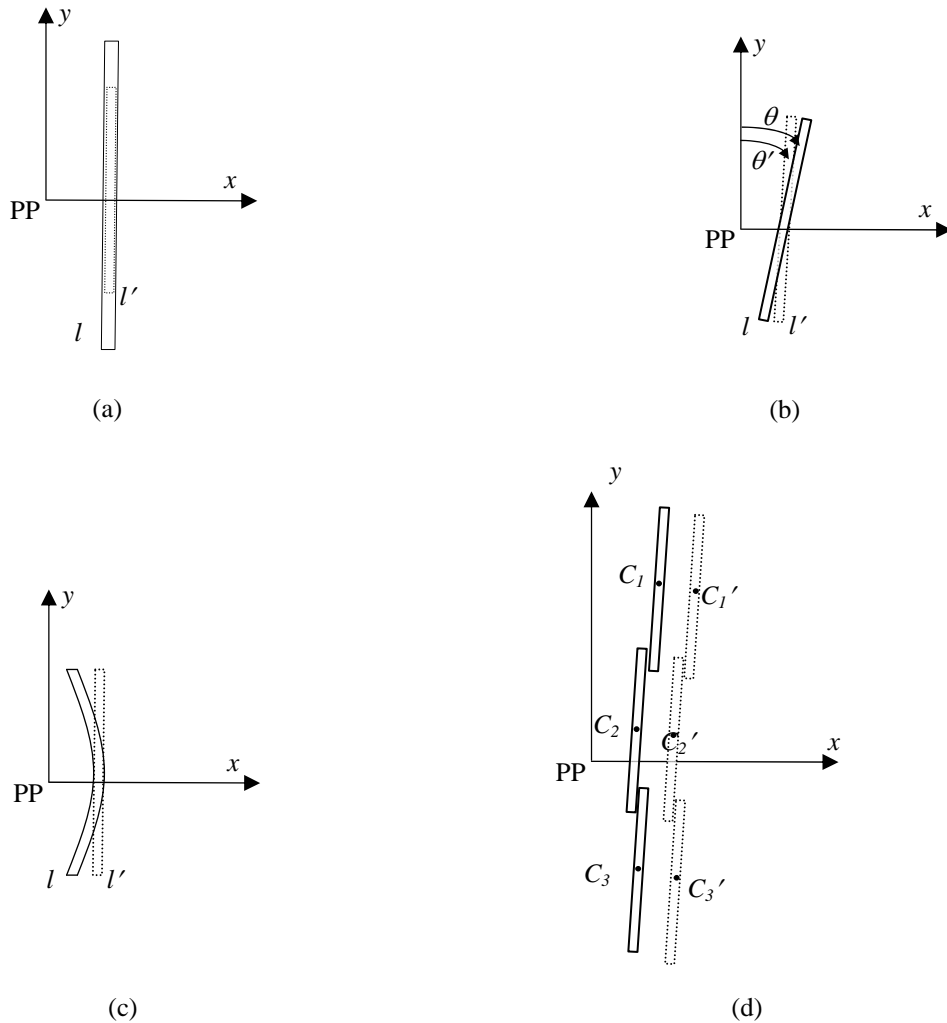 y
x
PP
l′
l
(a)
y
θ
θ′
x
PP
l
l′
(b)
y
x
PP
l
l′
(c)
y
C1
C1′
C2
C2′
x
PP
C3
C3′
(d)